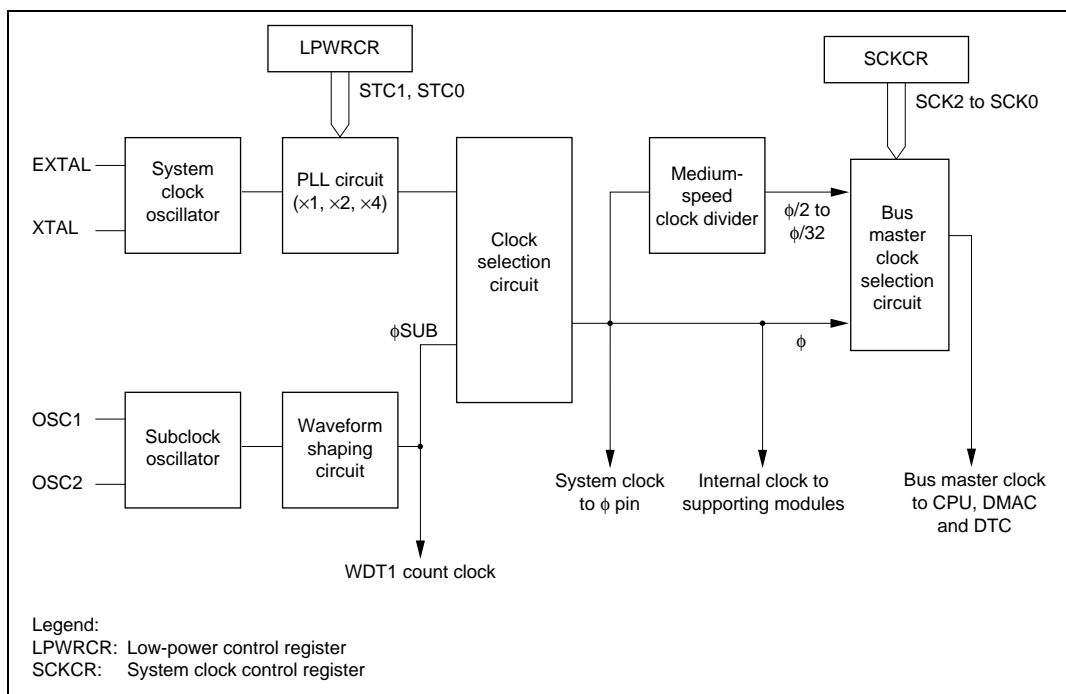 LPWRCR
SCKCR
STC1, STC0
SCK2 to SCK0
EXTAL
XTAL
System
clock
oscillator
PLL circuit
(×1, ×2, ×4)
Clock
selection
circuit
Medium-
speed
clock divider
ϕ/2 to
ϕ/32
Bus
master
clock
selection
circuit
ϕSUB
ϕ
OSC1
OSC2
Subclock
oscillator
Waveform
shaping
circuit
System clock
to ϕ pin
Internal clock to
supporting modules
Bus master clock
to CPU, DMAC
and DTC
WDT1 count clock
Legend:
LPWRCR: Low-power control register
SCKCR: System clock control register